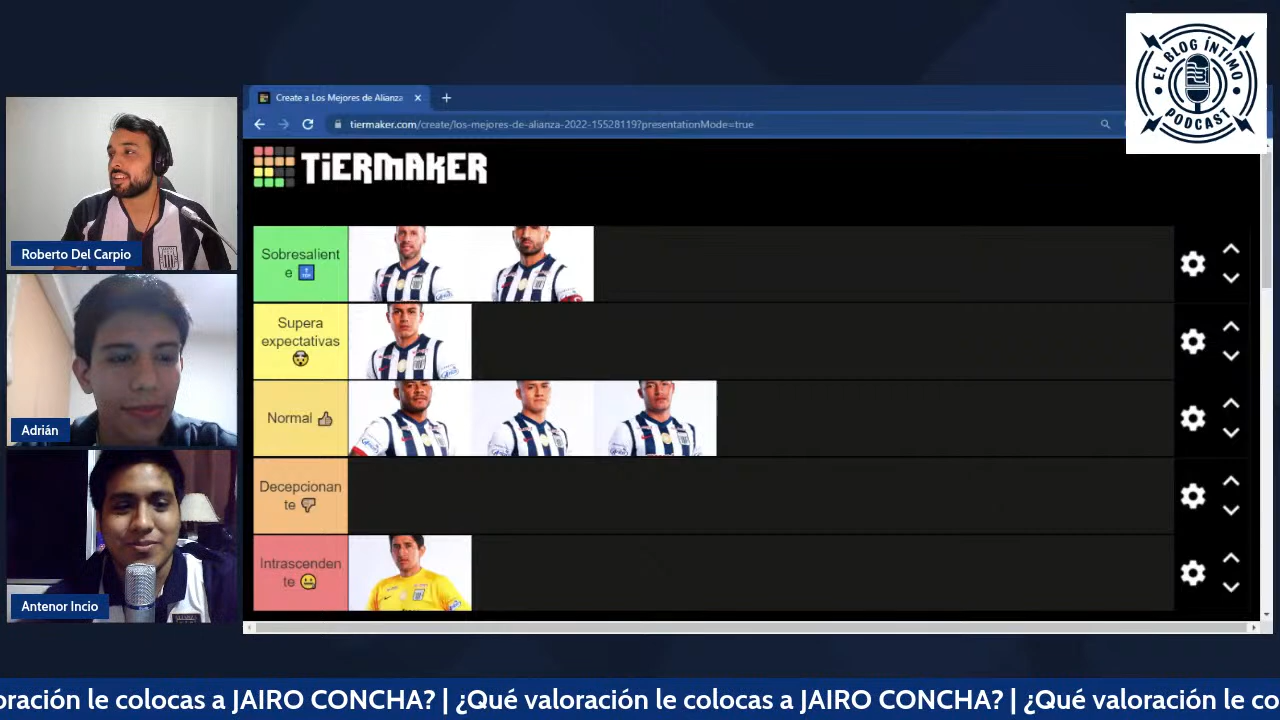 EL BLOG ÍNTIMO
PODCAST
Create a Los Mejores de Alianza
tiermaker.com/create/los-mejores-de-alianza-2022-15528119?presentationMode=true
TiERMAKER
Roberto Del Carpio
Adrián
Antenor Incio
Sobresalient
e
Supera
expectativas
Normal
Decepcionan
te
Intrascenden
te
oración le colocas a JAIRO CONCHA? | ¿Qué valoración le colocas a JAIRO CONCHA? | ¿Qué valoración le co